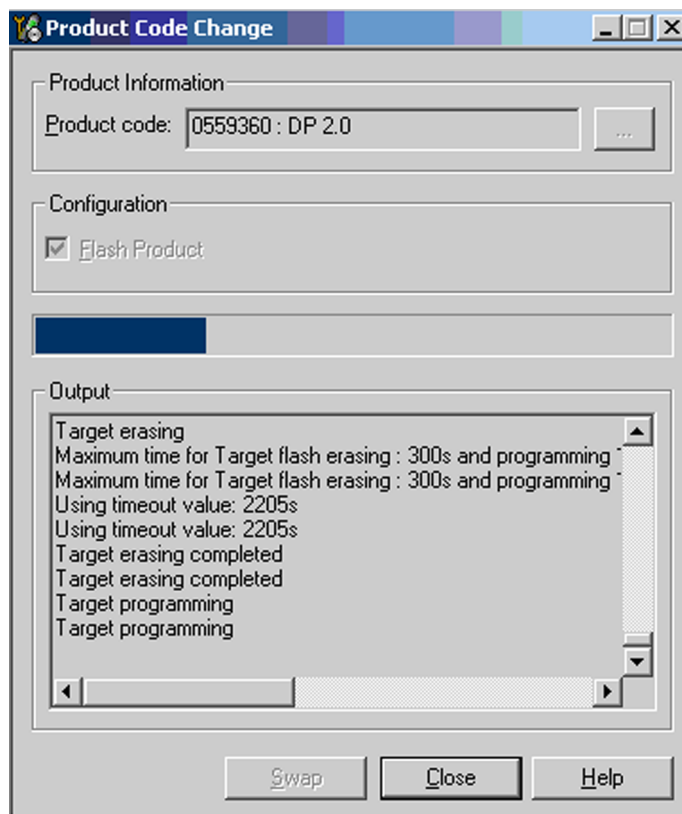 Product Code Change
Product Information
Product code: 0559360 : DP 2.0
...
Configuration
Flash Product
Output
Target erasing
Maximum time for Target flash erasing : 300s and programming
Maximum time for Target flash erasing : 300s and programming
Using timeout value: 2205s
Using timeout value: 2205s
Target erasing completed
Target erasing completed
Target programming
Target programming
Swap Close Help